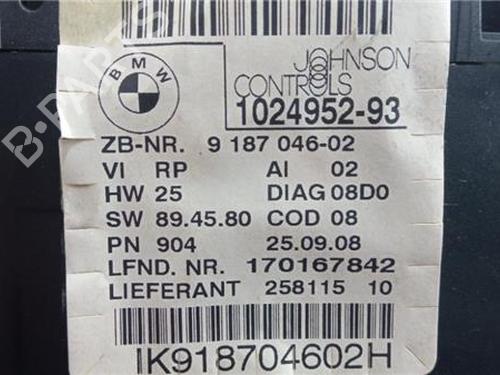 BMW
JOHNSON
CONTROLS
1024952-93
ZB-NR. 9 187 046-02
VI RP AI 02
HW 25 DIAG 08D0
SW 89.45.80 COD 08
PN 904 25.09.08
LFND. NR. 170167842
LIEFERANT 258115 10
IK918704602H